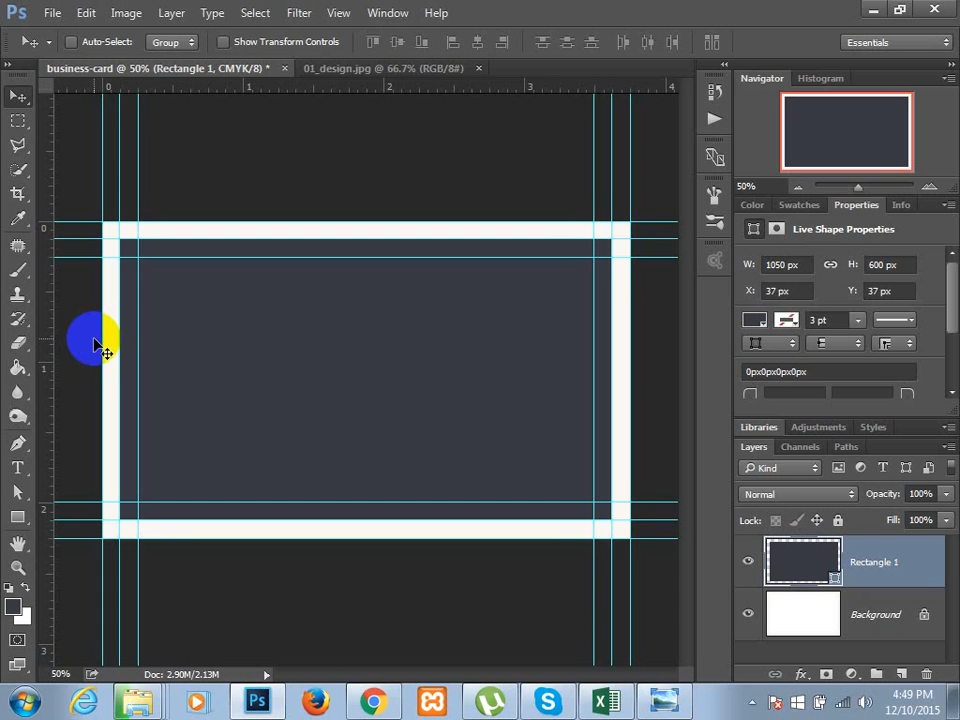 Ps File Edit Image Layer Type Select Filter View Window Help
Auto-Select: Group Show Transform Controls Essentials
business-card @ 50% (Rectangle 1, CMYK/8) * × 01_design.jpg @ 66.7% (RGB/8#) ×
0 1 2 3 4
0
1
2
3
Navigator Histogram
50%
Color Swatches Properties Info
Live Shape Properties
W: 1050 px H: 600 px
X: 37 px Y: 37 px
3 pt
0px0px0px0px
Libraries Adjustments Styles
Layers Channels Paths
Kind
Normal Opacity: 100%
Lock: Fill: 100%
Rectangle 1
Background
50% Doc: 2.90M/2.13M
4:49 PM
12/10/2015